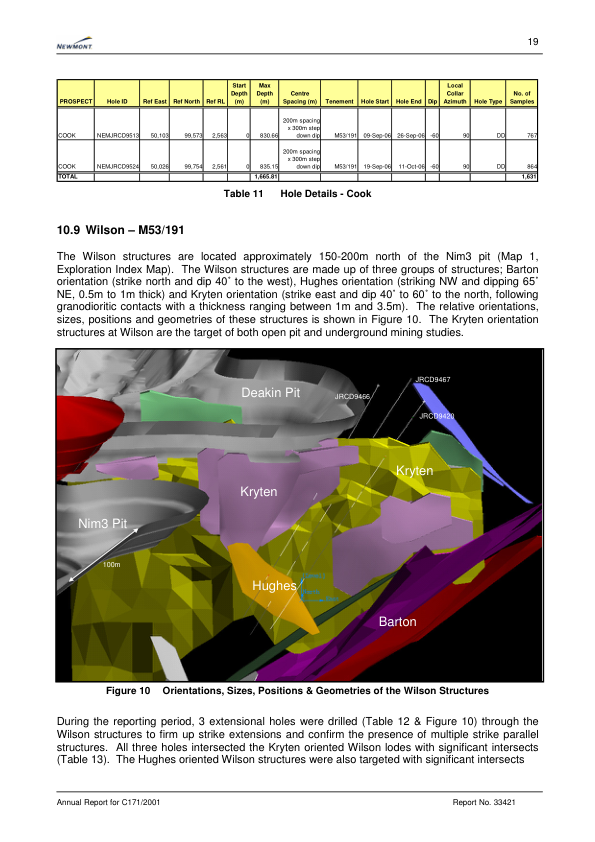 NEWMONT
19
PROSPECT Hole ID Ref East Ref North Ref RL Start Depth (m) Max Depth (m) Centre Spacing (m) Tenement Hole Start Hole End Dip Local Collar Azimuth Hole Type No. of Samples
COOK NEMJRCD9513 50,103 99,573 2,563 0 830.66 200m spacing x 300m step down dip M53/191 09-Sep-06 26-Sep-06 -60 90 DD 767
COOK NEMJRCD9524 50,026 99,754 2,561 0 835.15 200m spacing x 300m step down dip M53/191 19-Sep-06 11-Oct-06 -60 90 DD 864
TOTAL 1,665.81 1,631
Table 11 Hole Details - Cook
10.9 Wilson – M53/191
The Wilson structures are located approximately 150-200m north of the Nim3 pit (Map 1,
Exploration Index Map). The Wilson structures are made up of three groups of structures; Barton
orientation (strike north and dip 40˚ to the west), Hughes orientation (striking NW and dipping 65˚
NE, 0.5m to 1m thick) and Kryten orientation (strike east and dip 40˚ to 60˚ to the north, following
granodioritic contacts with a thickness ranging between 1m and 3.5m). The relative orientations,
sizes, positions and geometries of these structures is shown in Figure 10. The Kryten orientation
structures at Wilson are the target of both open pit and underground mining studies.
JRCD9467
Deakin Pit
JRCD9466
JRCD9420
Kryten
Kryten
Nim3 Pit
100m
Hughes
Barton
Figure 10 Orientations, Sizes, Positions & Geometries of the Wilson Structures
During the reporting period, 3 extensional holes were drilled (Table 12 & Figure 10) through the
Wilson structures to firm up strike extensions and confirm the presence of multiple strike parallel
structures. All three holes intersected the Kryten oriented Wilson lodes with significant intersects
(Table 13). The Hughes oriented Wilson structures were also targeted with significant intersects
Annual Report for C171/2001 Report No. 33421